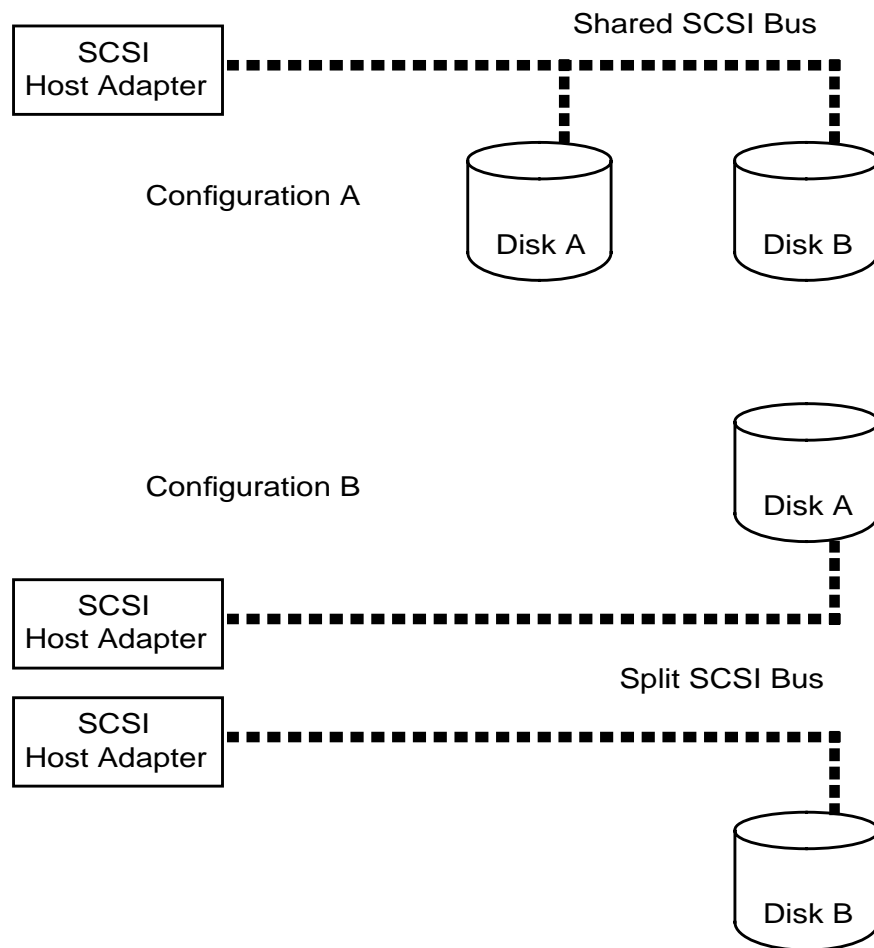 Shared SCSI Bus
SCSI
Host Adapter
Configuration A
Disk A
Disk B
Disk A
Configuration B
SCSI
Host Adapter
Split SCSI Bus
SCSI
Host Adapter
Disk B